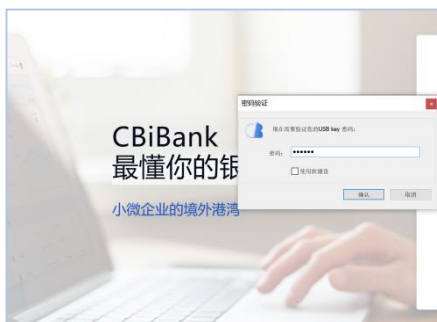 密码验证
现在需要验证您的USB key 密码:
密码: ••••••
使用软键盘
确认
取消
CBiBank
最懂你的银
小微企业的境外港湾